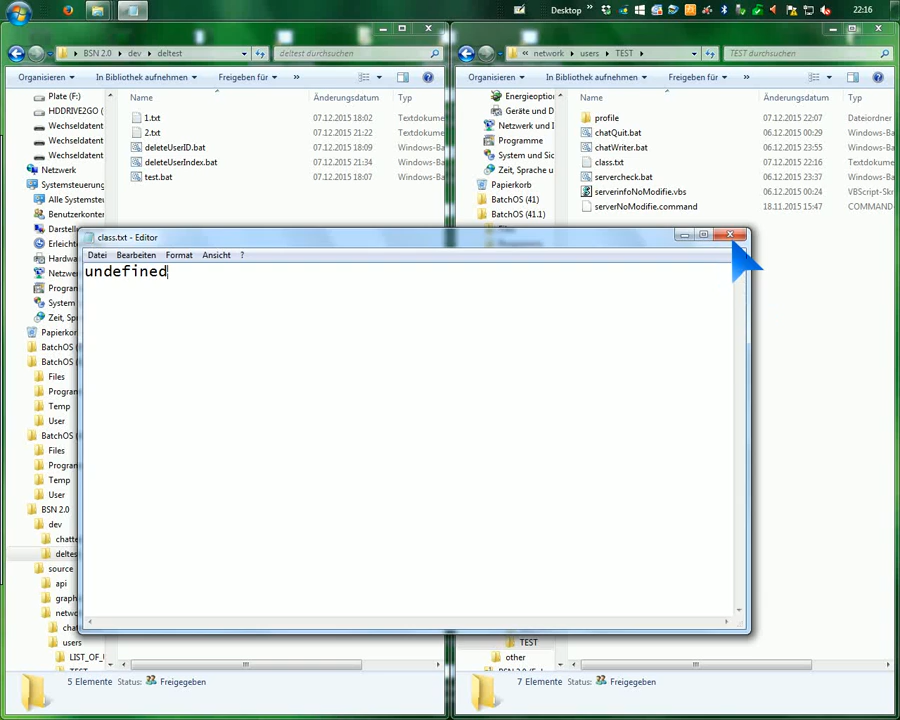 Desktop » 22:16
BSN 2.0 dev deltest deltest durchsuchen
Organisieren In Bibliothek aufnehmen Freigeben für »
Plate (F:)
HDDRIVE2GO (
Wechseldatent
Wechseldatent
Wechseldatent
Netzwerk
Systemsteuerung
Alle Systemsteu
Benutzerkonter
Darstell
Erleicht
Hardwa
Netzwe
Program
System
Zeit, Spr
Papierkorb
BatchOS (
BatchOS (
Files
Program
Temp
User
BatchOS (
Files
Program
Temp
User
BSN 2.0
dev
chatte
deltes
source
api
graph
netwo
cha
users
LIST_OF_
TEST
Name Änderungsdatum Typ
1.txt 07.12.2015 18:02 Textdokume
2.txt 07.12.2015 21:22 Textdokume
deleteUserID.bat 07.12.2015 18:09 Windows-Ba
deleteUserIndex.bat 07.12.2015 21:34 Windows-Ba
test.bat 07.12.2015 18:09 Windows-Ba
5 Elemente Status: Freigegeben
« network users TEST TEST durchsuchen
Organisieren In Bibliothek aufnehmen Freigeben für »
Energieoption
Geräte und D
Netzwerk und I
Programme
System und Sic
Zeit, Sprache u
Papierkorb
BatchOS (41)
BatchOS (41.1)
Files
TEST
other
Name Änderungsdatum Typ
profile 07.12.2015 22:07 Dateiordner
chatQuit.bat 06.12.2015 00:29 Windows-Ba
chatWriter.bat 06.12.2015 23:55 Windows-Ba
class.txt 07.12.2015 22:16 Textdokume
servercheck.bat 06.12.2015 23:37 Windows-Ba
serverinfoNoModifie.vbs 06.12.2015 00:24 VBScript-Skr
serverNoModifie.command 18.11.2015 15:47 COMMAND
7 Elemente Status: Freigegeben
class.txt - Editor
Datei Bearbeiten Format Ansicht ?
undefined